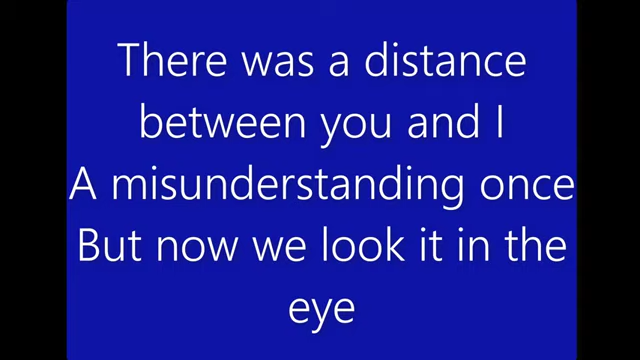 There was a distance
between you and I
A misunderstanding once
But now we look it in the
eye